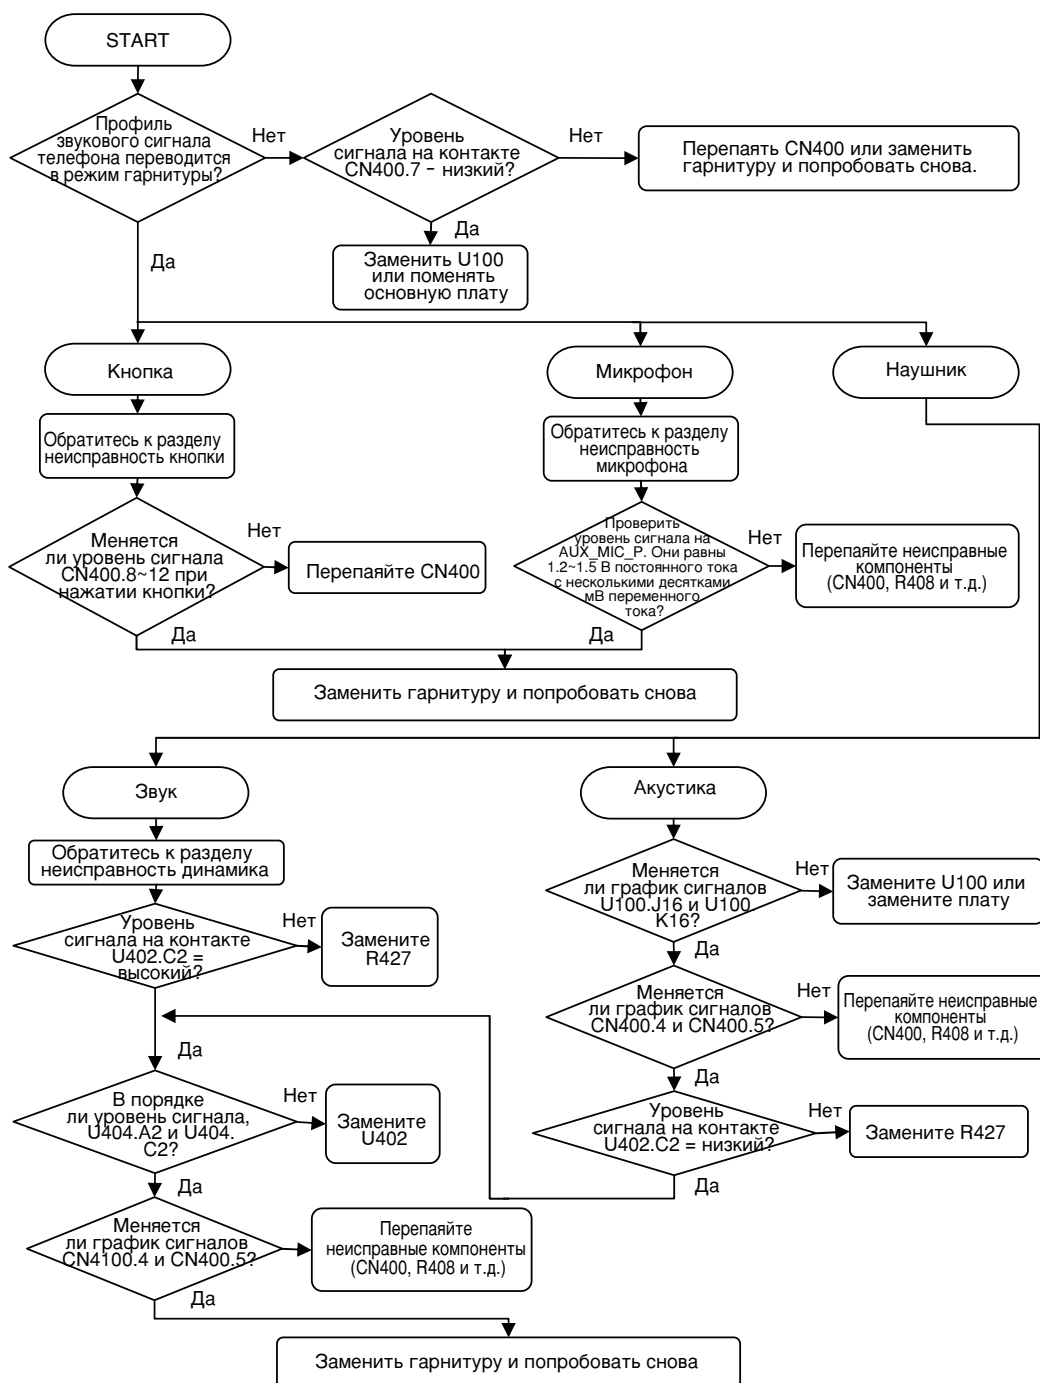 START
Профиль
звукового сигнала
телефона переводится
в режим гарнитуры?
Нет
Уровень
сигнала на контакте
CN400.7 - низкий?
Нет
Перепаять CN400 или заменить
гарнитуру и попробовать снова.
Да
Заменить U100
или поменять
основную плату
Да
Кнопка
Микрофон
Наушник
Обратитесь к разделу
неисправность кнопки
Обратитесь к разделу
неисправность
микрофона
Меняется
ли уровень сигнала
CN400.8~12 при
нажатии кнопки?
Нет
Перепаяйте CN400
Проверить
уровень сигнала на
AUX_MIC_P. Они равны
1.2~1.5 В постоянного тока
с несколькими десятками
мВ переменного
тока?
Нет
Перепаяйте неисправные
компоненты
(CN400, R408 и т.д.)
Да
Да
Заменить гарнитуру и попробовать снова
Звук
Акустика
Обратитесь к разделу
неисправность динамика
Меняется
ли график сигналов
U100.J16 и U100
K16?
Нет
Замените U100 или
замените плату
Уровень
сигнала на контакте
U402.C2 =
высокий?
Нет
Замените
R427
Да
Меняется
ли график сигналов
CN400.4 и CN400.5?
Нет
Перепаяйте неисправные
компоненты
(CN400, R408 и т.д.)
Да
Да
В порядке
ли уровень сигнала,
U404.A2 и U404.
C2?
Нет
Замените
U402
Уровень
сигнала на контакте
U402.C2 = низкий?
Нет
Замените R427
Да
Да
Меняется
ли график сигналов
CN4100.4 и CN400.5?
Перепаяйте
неисправные компоненты
(CN400, R408 и т.д.)
Да
Заменить гарнитуру и попробовать снова